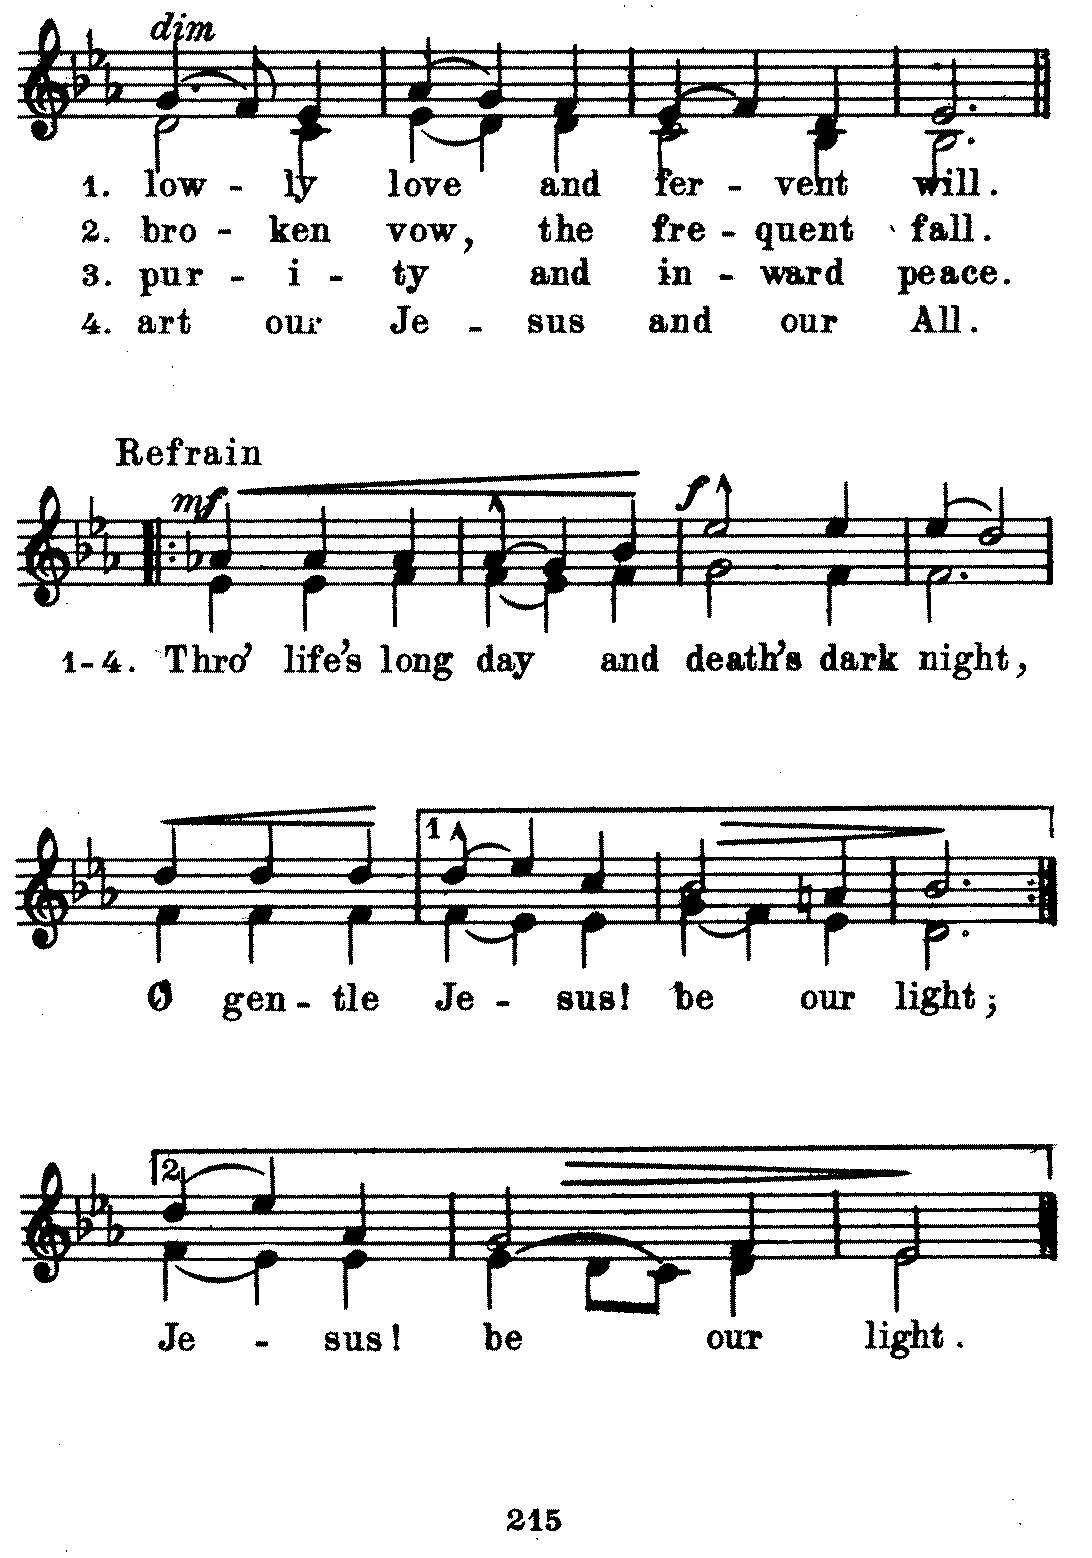 dim
1. low - ly love and fer - vent will.
2. bro - ken vow, the fre - quent fall.
3. pur - i - ty and in - ward peace.
4. art our Je - sus and our All.
Refrain
mf f
1-4. Thro' life's long day and death's dark night,
1
O gen - tle Je - sus! be our light;
2
Je - sus! be our light.
215